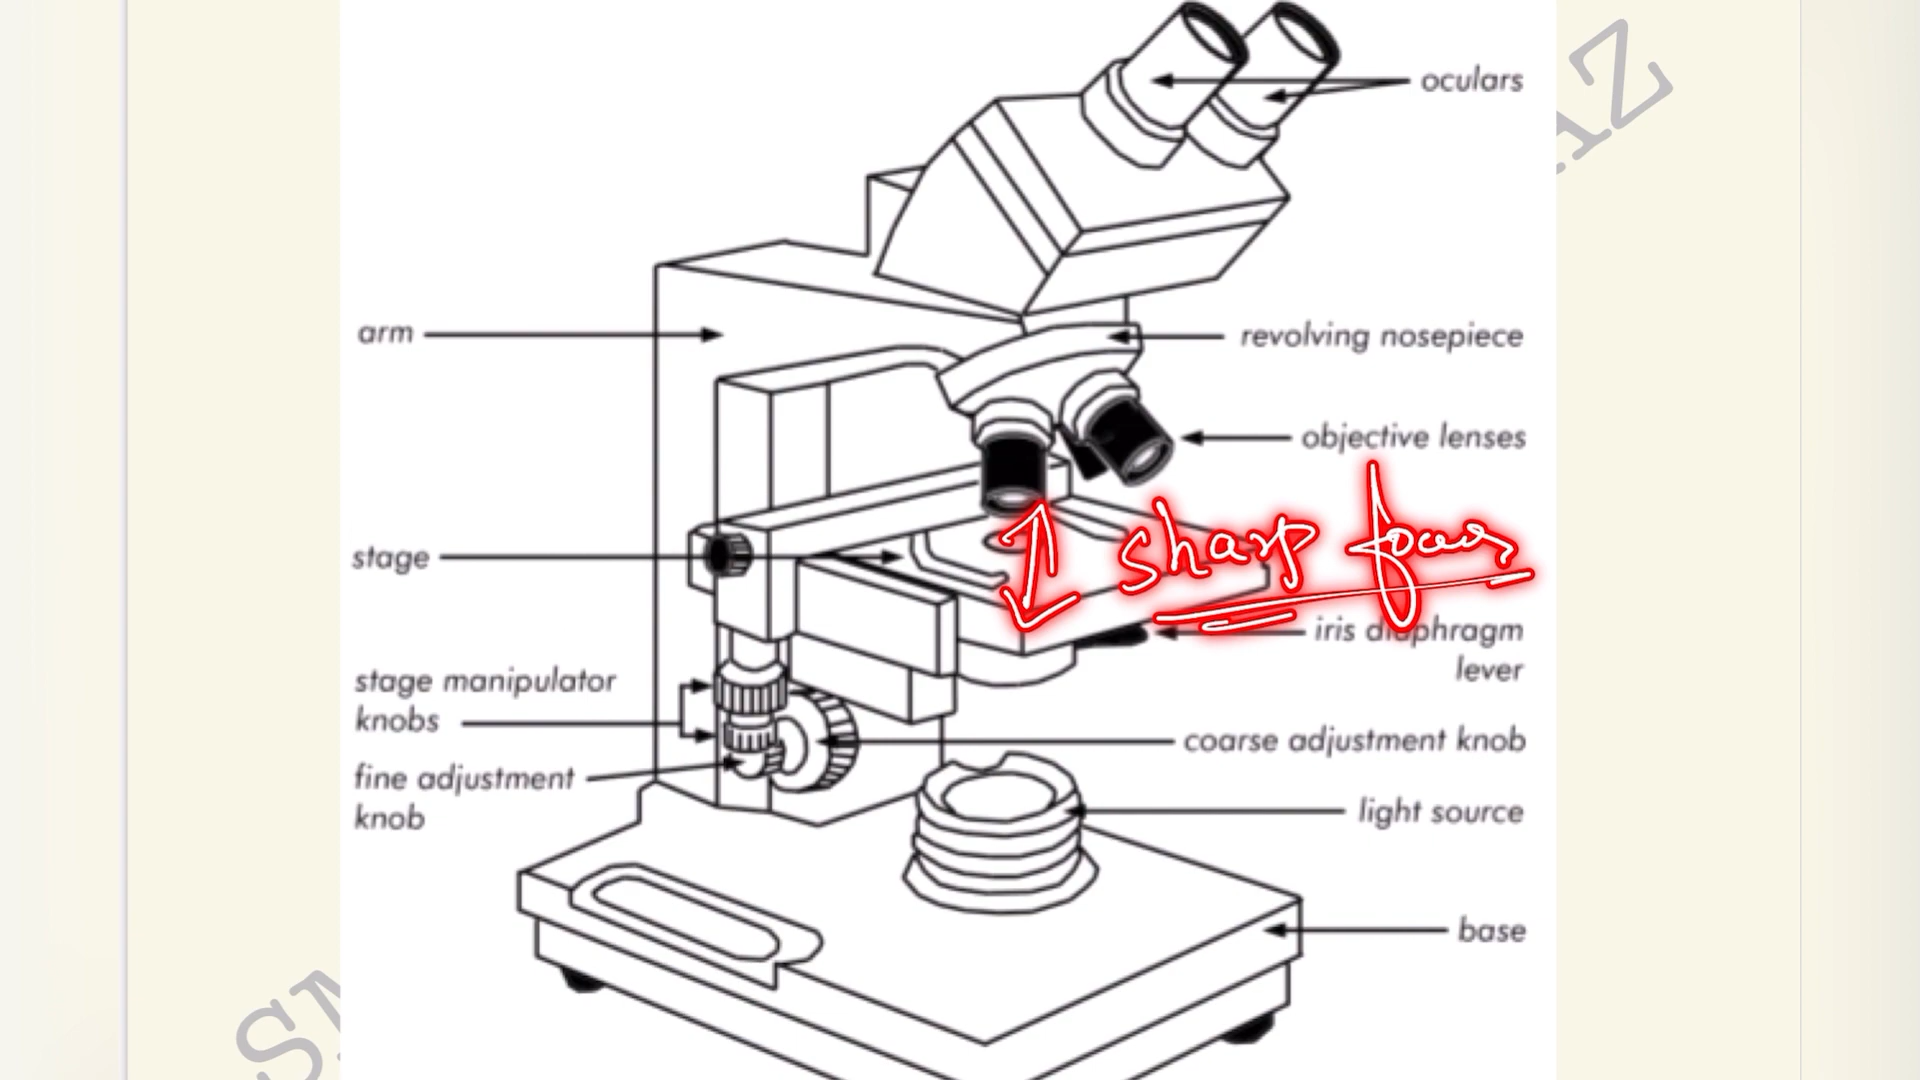 oculars
AZ
arm
revolving nosepiece
objective lenses
sharp focus
stage
iris diaphragm
lever
stage manipulator
knobs
coarse adjustment knob
fine adjustment
knob
light source
base